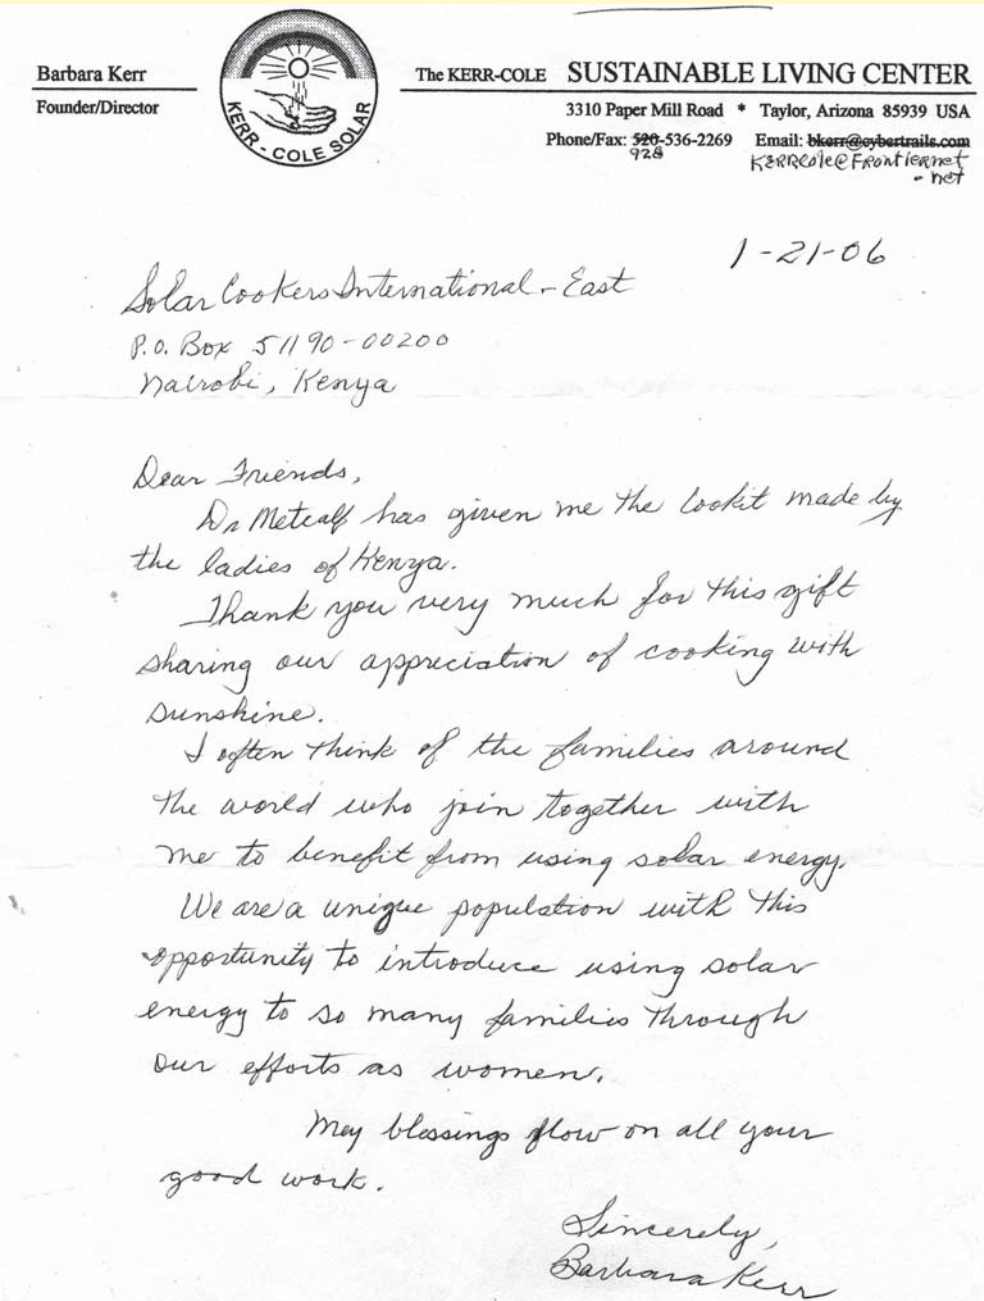 Barbara Kerr
Founder/Director
KERR - COLE SOLAR
The KERR-COLE SUSTAINABLE LIVING CENTER
3310 Paper Mill Road * Taylor, Arizona 85939 USA
Phone/Fax: 520-536-2269 Email: bkerr@cybertrails.com
928 KERRCole@Frontiernet
.net
1-21-06
Solar Cookers International - East
P.O. Box 51190-00200
Nairobi, Kenya
Dear Friends,
Dr Metcalf has given me the Cookit made by
the ladies of Kenya.
Thank you very much for this gift
sharing our appreciation of cooking with
sunshine.
I often think of the families around
the world who join together with
me to benefit from using solar energy.
We are a unique population with this
opportunity to introduce using solar
energy to so many families through
our efforts as women.
May blessings flow on all your
good work.
Sincerely,
Barbara Kerr